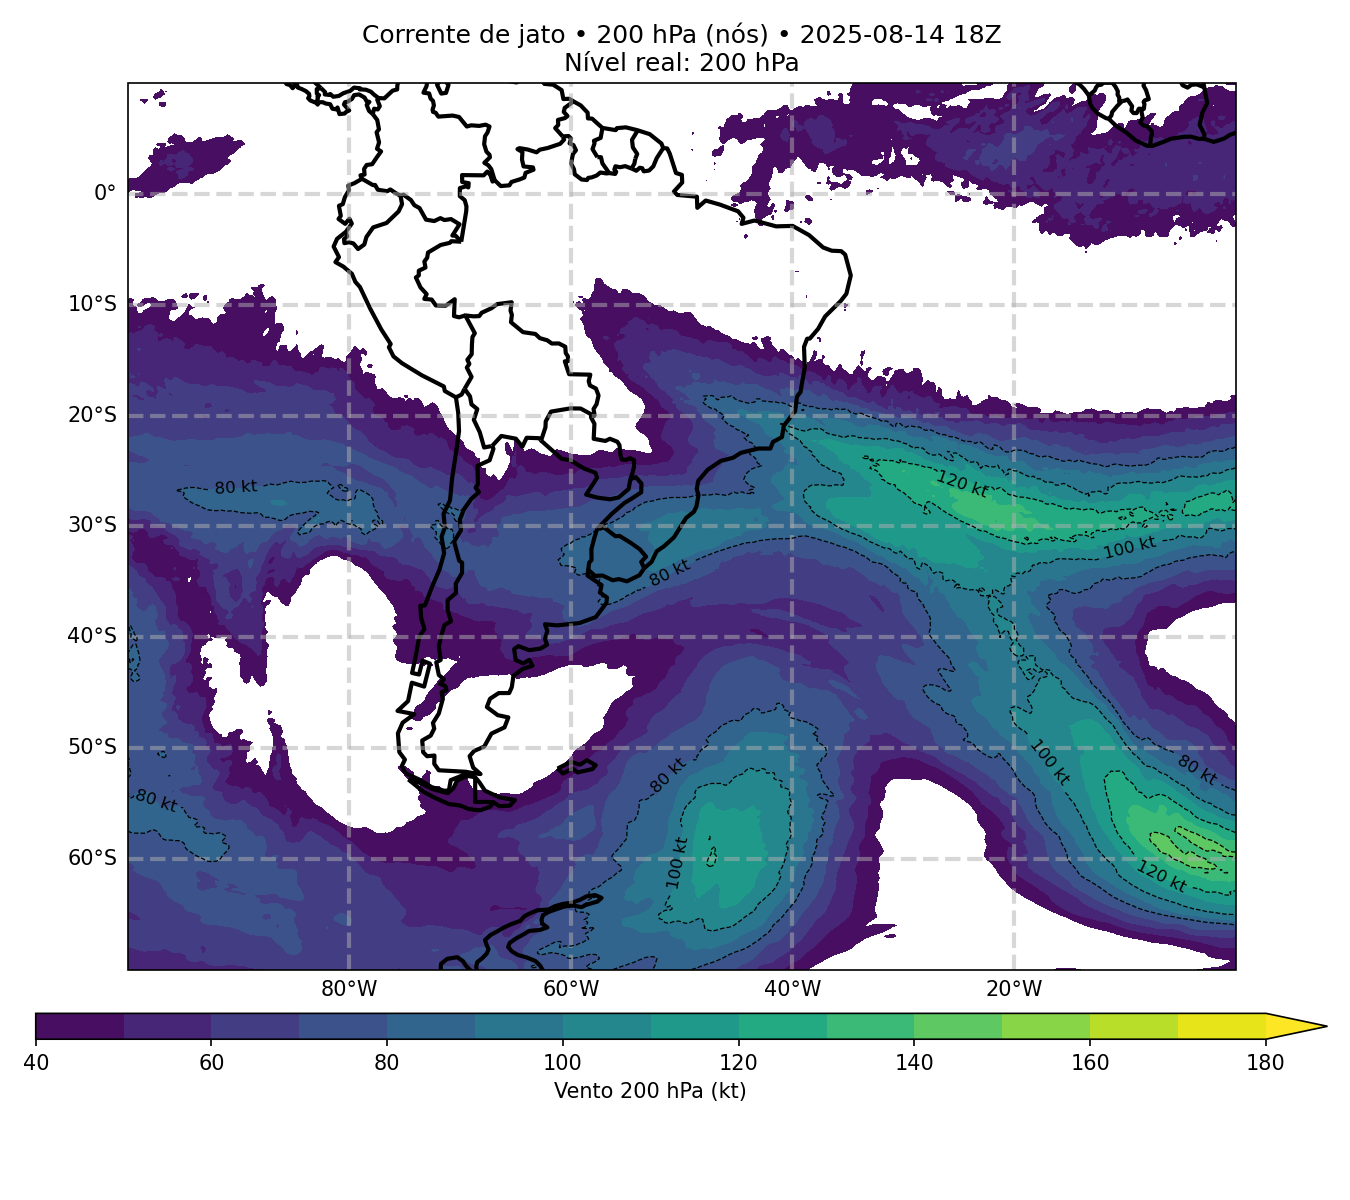 Corrente de jato • 200 hPa (nós) • 2025-08-14 18Z
Nível real: 200 hPa
0°
10°S
20°S
30°S
40°S
50°S
60°S
80 kt
120 kt
100 kt
80 kt
100 kt
80 kt
80 kt
80 kt
100 kt
120 kt
80°W
60°W
40°W
20°W
40
60
80
100
120
140
160
180
Vento 200 hPa (kt)